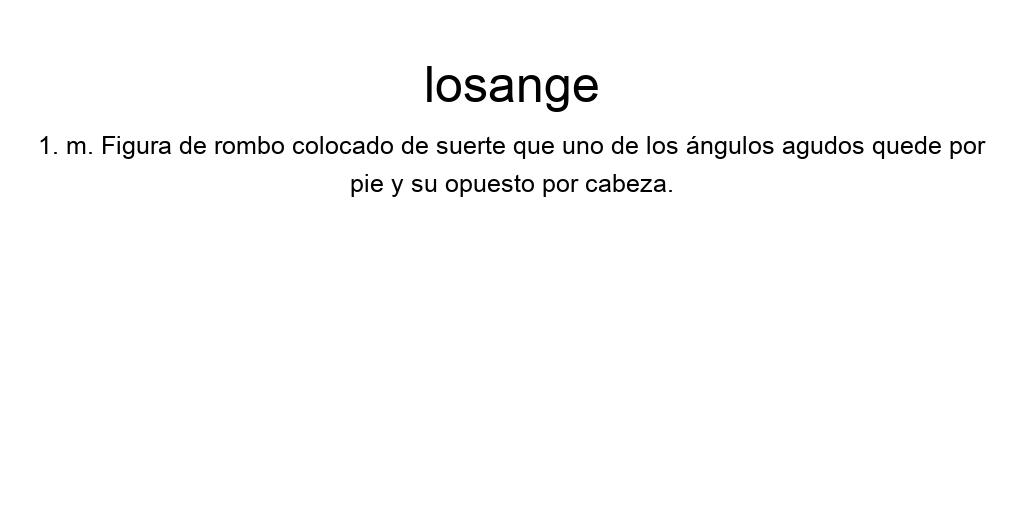 losange
1. m. Figura de rombo colocado de suerte que uno de los ángulos agudos quede por
pie y su opuesto por cabeza.